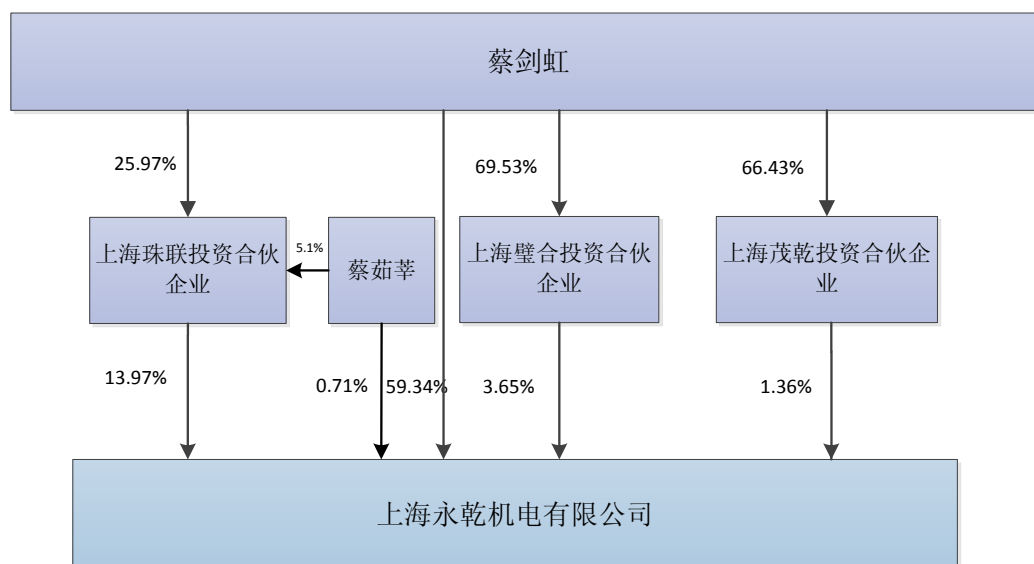 蔡剑虹
25.97%
69.53%
66.43%
上海珠联投资合伙
企业
5.1%
蔡茹莘
上海璧合投资合伙
企业
上海茂乾投资合伙企
业
13.97%
0.71%
59.34%
3.65%
1.36%
上海永乾机电有限公司